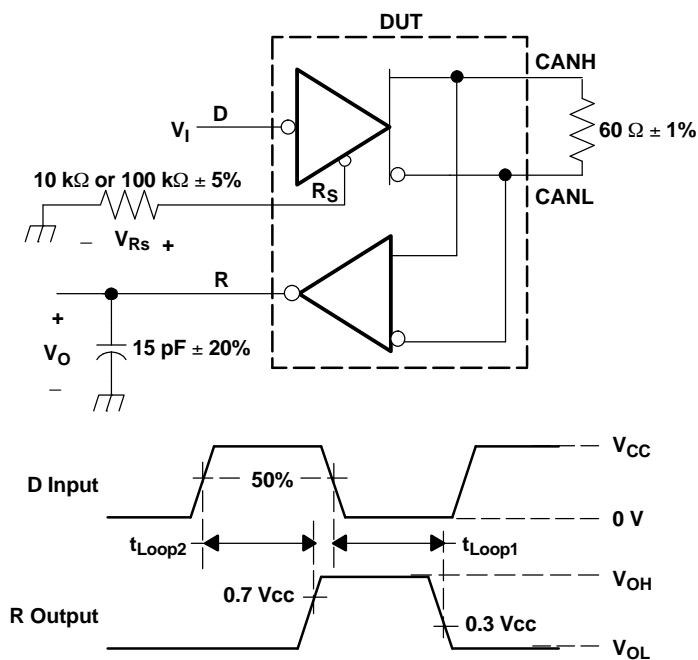 DUT
CANH
D
V_I
60 Ω ± 1%
10 kΩ or 100 kΩ ± 5%
R_S
CANL
– V_Rs +
R
+
V_O
15 pF ± 20%
–
V_CC
D Input
50%
0 V
t_Loop2
t_Loop1
V_OH
0.7 Vcc
R Output
0.3 Vcc
V_OL